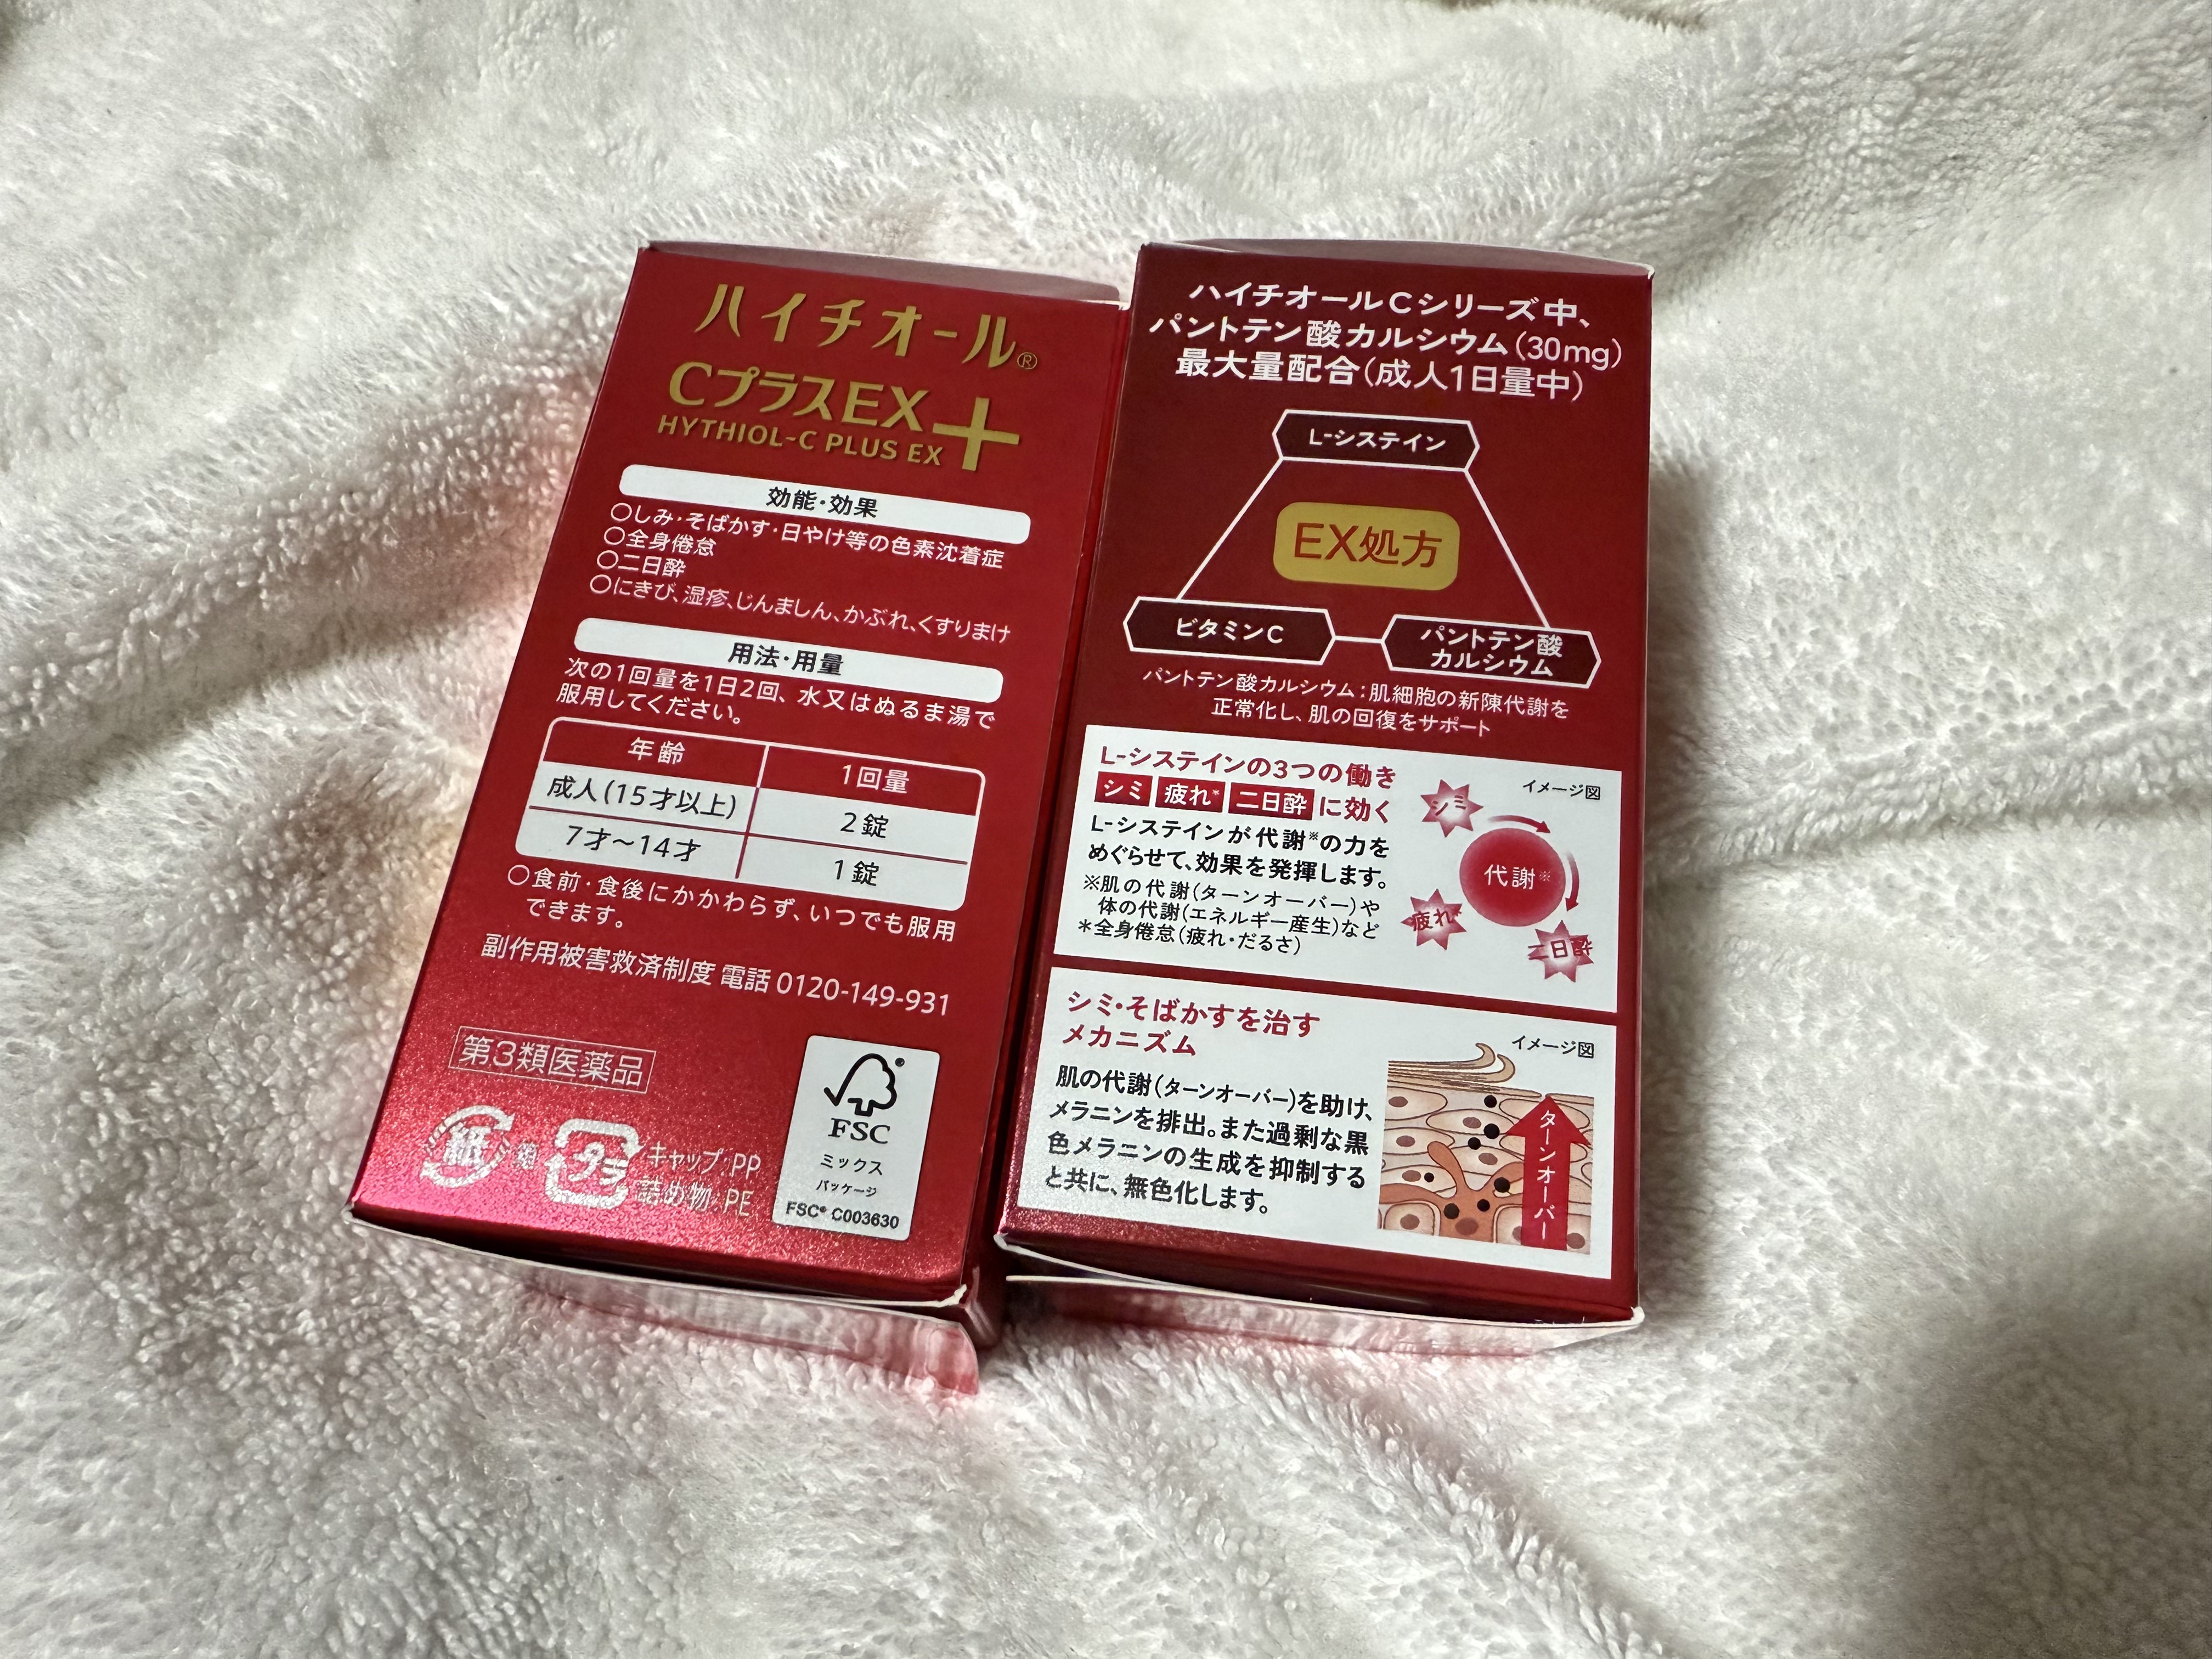 ハイチオール®
CプラスEX+
HYTHIOL-C PLUS EX
効能・効果
○しみ・そばかす・日やけ等の色素沈着症
○全身倦怠
○二日酔
○にきび、湿疹、じんましん、かぶれ、くすりまけ
用法・用量
次の1回量を1日2回、水又はぬるま湯で
服用してください。
年齢 1回量
成人(15才以上) 2錠
7才〜14才 1錠
○食前・食後にかかわらず、いつでも服用
できます。
副作用被害救済制度 電話 0120-149-931
第3類医薬品
紙 箱 プラ キャップ:PP
詰め物:PE
FSC®
ミックス
パッケージ
FSC® C003630
ハイチオールCシリーズ中、
パントテン酸カルシウム(30mg)
最大量配合(成人1日量中)
L-システイン
EX処方
ビタミンC
パントテン酸
カルシウム
パントテン酸カルシウム:肌細胞の新陳代謝を
正常化し、肌の回復をサポート
L-システインの3つの働き
シミ 疲れ* 二日酔 に効く
L-システインが代謝※の力を
めぐらせて、効果を発揮します。
※肌の代謝(ターンオーバー)や
体の代謝(エネルギー産生)など
*全身倦怠(疲れ・だるさ)
イメージ図
シミ
代謝※
疲れ*
二日酔
シミ・そばかすを治す
メカニズム
肌の代謝(ターンオーバー)を助け、
メラニンを排出。また過剰な黒
色メラニンの生成を抑制する
と共に、無色化します。
イメージ図
ターンオーバー